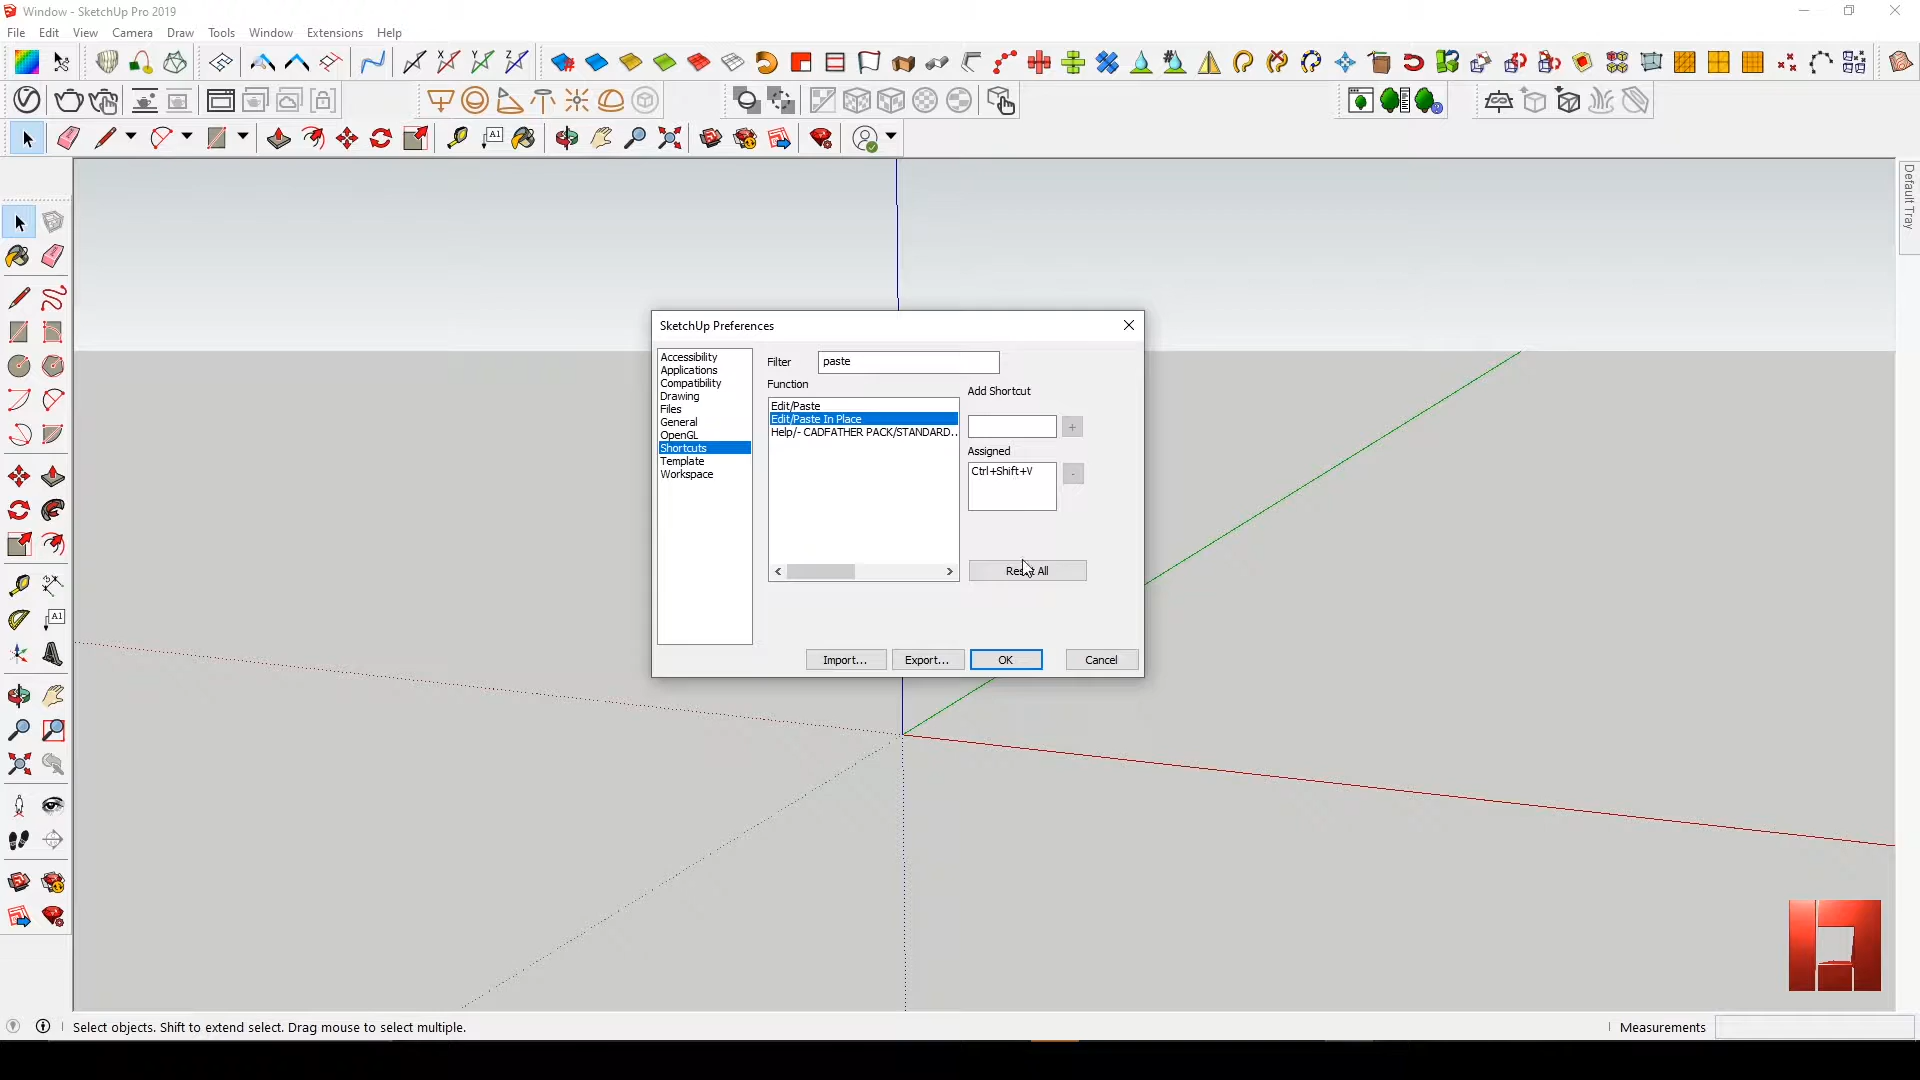 Window - SketchUp Pro 2019
File Edit View Camera Draw Tools Window Extensions Help
A1
Default Tray
A1
SketchUp Preferences
Accessibility
Applications
Compatibility
Drawing
Files
General
OpenGL
Shortcuts
Template
Workspace
Filter paste
Function
Edit/Paste
Edit/Paste In Place
Help/- CADFATHER PACK/STANDARD..
Add Shortcut
+
Assigned
Ctrl+Shift+V
-
Reset All
Import... Export... OK Cancel
Select objects. Shift to extend select. Drag mouse to select multiple.
Measurements